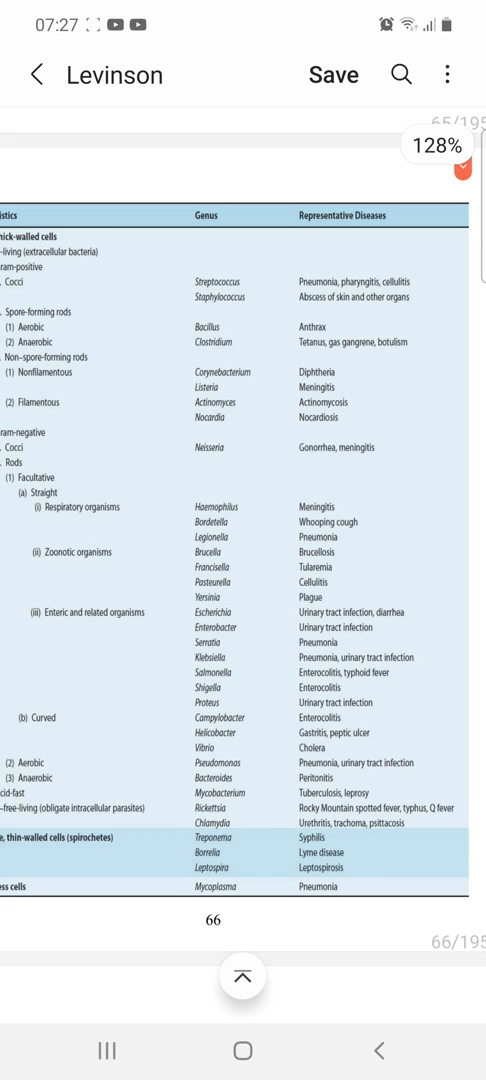 07:27
Levinson Save
65/195
128%
istics Genus Representative Diseases
hick-walled cells
-living (extracellular bacteria)
ram-positive
. Cocci Streptococcus Pneumonia, pharyngitis, cellulitis
Staphylococcus Abscess of skin and other organs
. Spore-forming rods
(1) Aerobic Bacillus Anthrax
(2) Anaerobic Clostridium Tetanus, gas gangrene, botulism
. Non–spore-forming rods
(1) Nonfilamentous Corynebacterium Diphtheria
Listeria Meningitis
(2) Filamentous Actinomyces Actinomycosis
Nocardia Nocardiosis
ram-negative
. Cocci Neisseria Gonorrhea, meningitis
. Rods
(1) Facultative
(a) Straight
(i) Respiratory organisms Haemophilus Meningitis
Bordetella Whooping cough
Legionella Pneumonia
(ii) Zoonotic organisms Brucella Brucellosis
Francisella Tularemia
Pasteurella Cellulitis
Yersinia Plague
(iii) Enteric and related organisms Escherichia Urinary tract infection, diarrhea
Enterobacter Urinary tract infection
Serratia Pneumonia
Klebsiella Pneumonia, urinary tract infection
Salmonella Enterocolitis, typhoid fever
Shigella Enterocolitis
Proteus Urinary tract infection
(b) Curved Campylobacter Enterocolitis
Helicobacter Gastritis, peptic ulcer
Vibrio Cholera
(2) Aerobic Pseudomonas Pneumonia, urinary tract infection
(3) Anaerobic Bacteroides Peritonitis
cid-fast Mycobacterium Tuberculosis, leprosy
-free-living (obligate intracellular parasites) Rickettsia Rocky Mountain spotted fever, typhus, Q fever
Chlamydia Urethritis, trachoma, psittacosis
e, thin-walled cells (spirochetes) Treponema Syphilis
Borrelia Lyme disease
Leptospira Leptospirosis
ess cells Mycoplasma Pneumonia
66
66/195